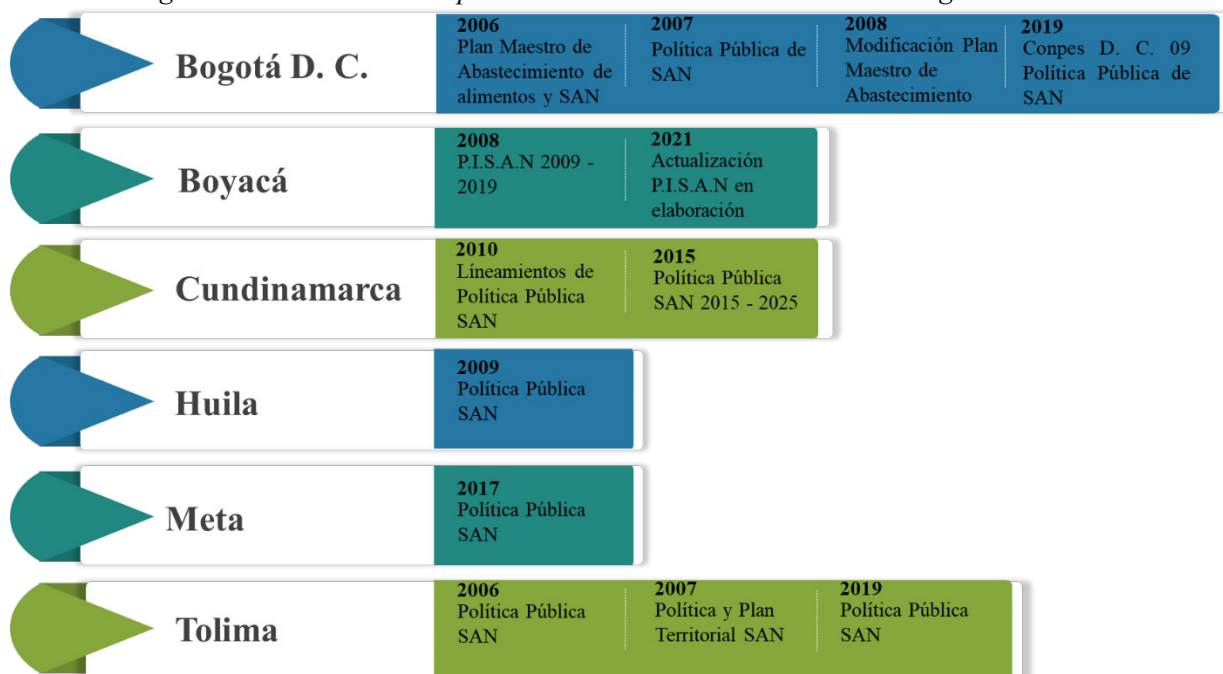 Bogotá D. C.
2006
Plan Maestro de
Abastecimiento de
alimentos y SAN
2007
Política Pública de
SAN
2008
Modificación Plan
Maestro de
Abastecimiento
2019
Conpes D. C. 09
Política Pública de
SAN
Boyacá
2008
P.I.S.A.N 2009 -
2019
2021
Actualización
P.I.S.A.N en
elaboración
Cundinamarca
2010
Líneamientos de
Política Pública
SAN
2015
Política Pública
SAN 2015 - 2025
Huila
2009
Política Pública
SAN
Meta
2017
Política Pública
SAN
Tolima
2006
Política Pública
SAN
2007
Política y Plan
Territorial SAN
2019
Política Pública
SAN